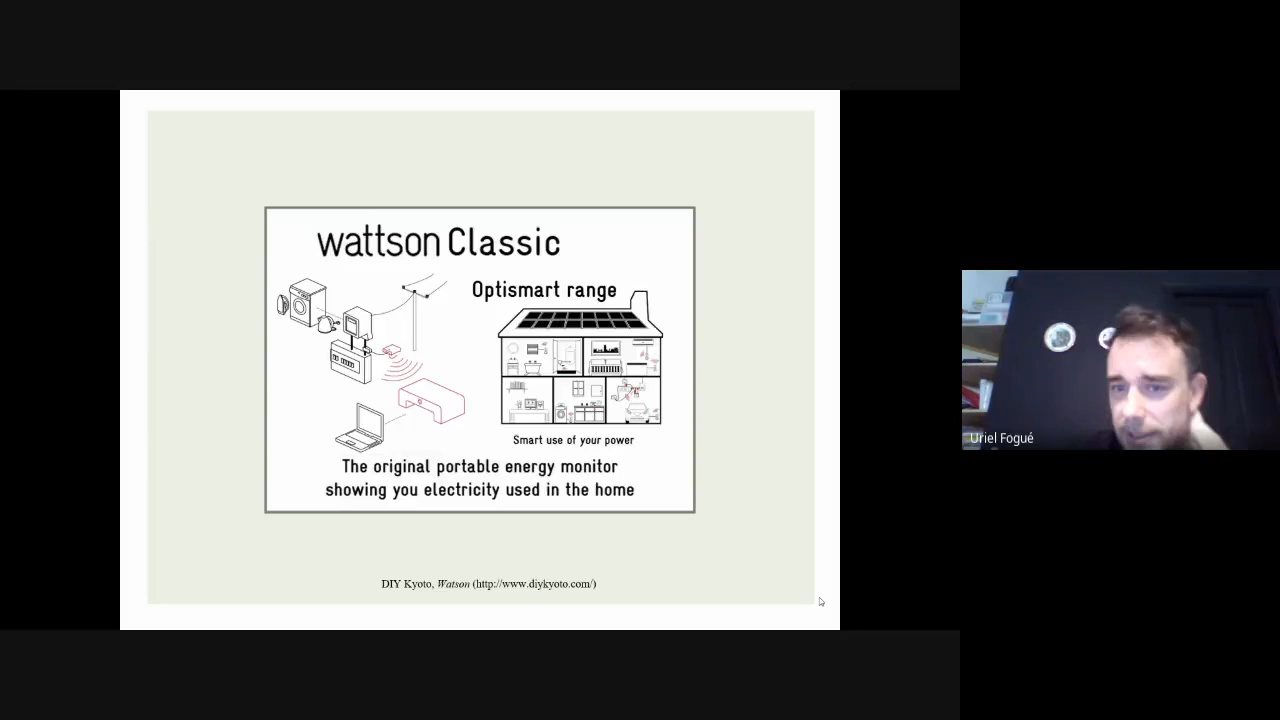 wattson Classic
Optismart range
Smart use of your power
The original portable energy monitor
showing you electricity used in the home
DIY Kyoto, Watson (http://www.diykyoto.com/)
Uriel Fogué